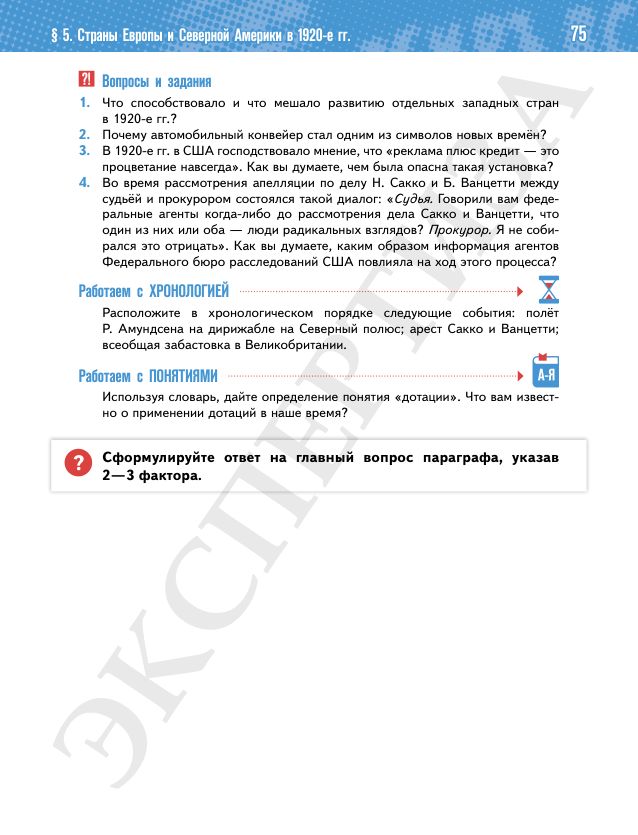 § 5. Страны Европы и Северной Америки в 1920-е гг. 75
?! Вопросы и задания
1. Что способствовало и что мешало развитию отдельных западных стран
в 1920-е гг.?
2. Почему автомобильный конвейер стал одним из символов новых времён?
3. В 1920-е гг. в США господствовало мнение, что «реклама плюс кредит — это
процветание навсегда». Как вы думаете, чем была опасна такая установка?
4. Во время рассмотрения апелляции по делу Н. Сакко и Б. Ванцетти между
судьёй и прокурором состоялся такой диалог: «Судья. Говорили вам феде-
ральные агенты когда-либо до рассмотрения дела Сакко и Ванцетти, что
один из них или оба — люди радикальных взглядов? Прокурор. Я не соби-
рался это отрицать». Как вы думаете, каким образом информация агентов
Федерального бюро расследований США повлияла на ход этого процесса?
Работаем с ХРОНОЛОГИЕЙ
Расположите в хронологическом порядке следующие события: полёт
Р. Амундсена на дирижабле на Северный полюс; арест Сакко и Ванцетти;
всеобщая забастовка в Великобритании.
Работаем с ПОНЯТИЯМИ
А-Я
Используя словарь, дайте определение понятия «дотации». Что вам извест-
но о применении дотаций в наше время?
? Сформулируйте ответ на главный вопрос параграфа, указав
2—3 фактора.
ЭКСПЕРТИЗА